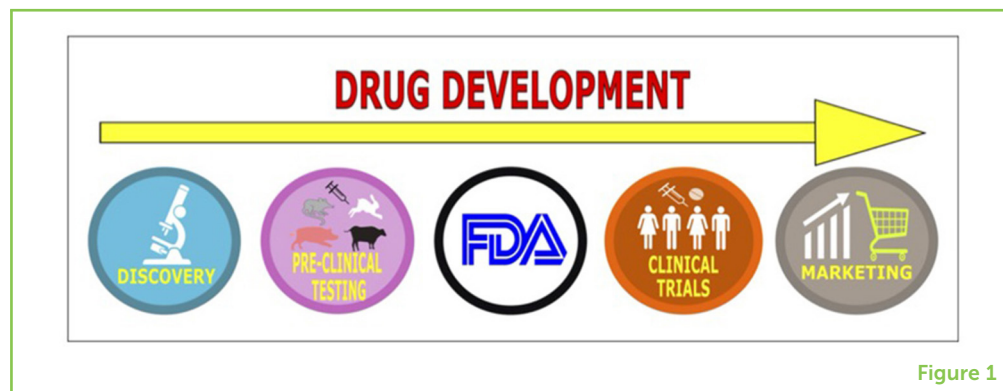 DRUG DEVELOPMENT
DISCOVERY
PRE-CLINICAL
TESTING
FDA
CLINICAL
TRIALS
MARKETING
Figure 1